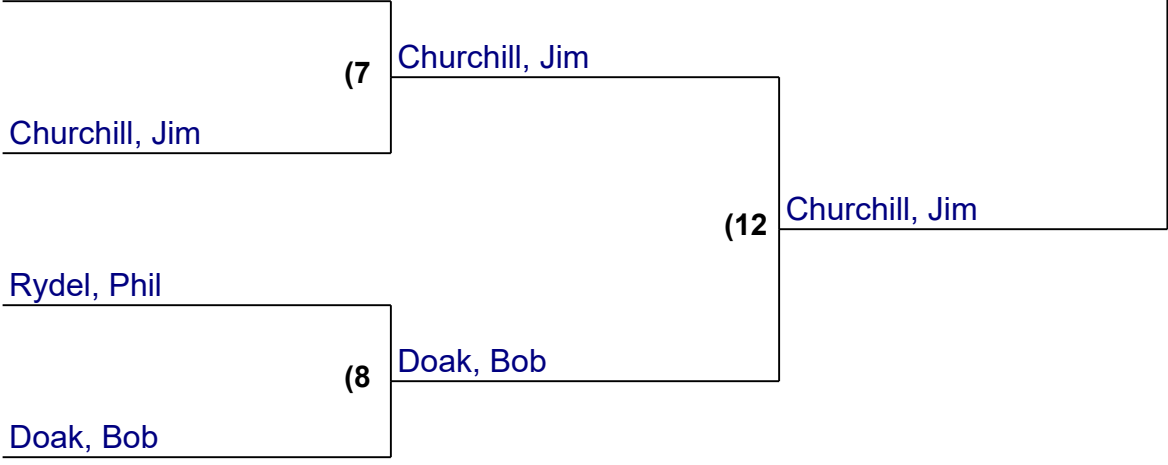 Churchill, Jim
(7
Churchill, Jim
Churchill, Jim
(12
Rydel, Phil
Doak, Bob
(8
Doak, Bob